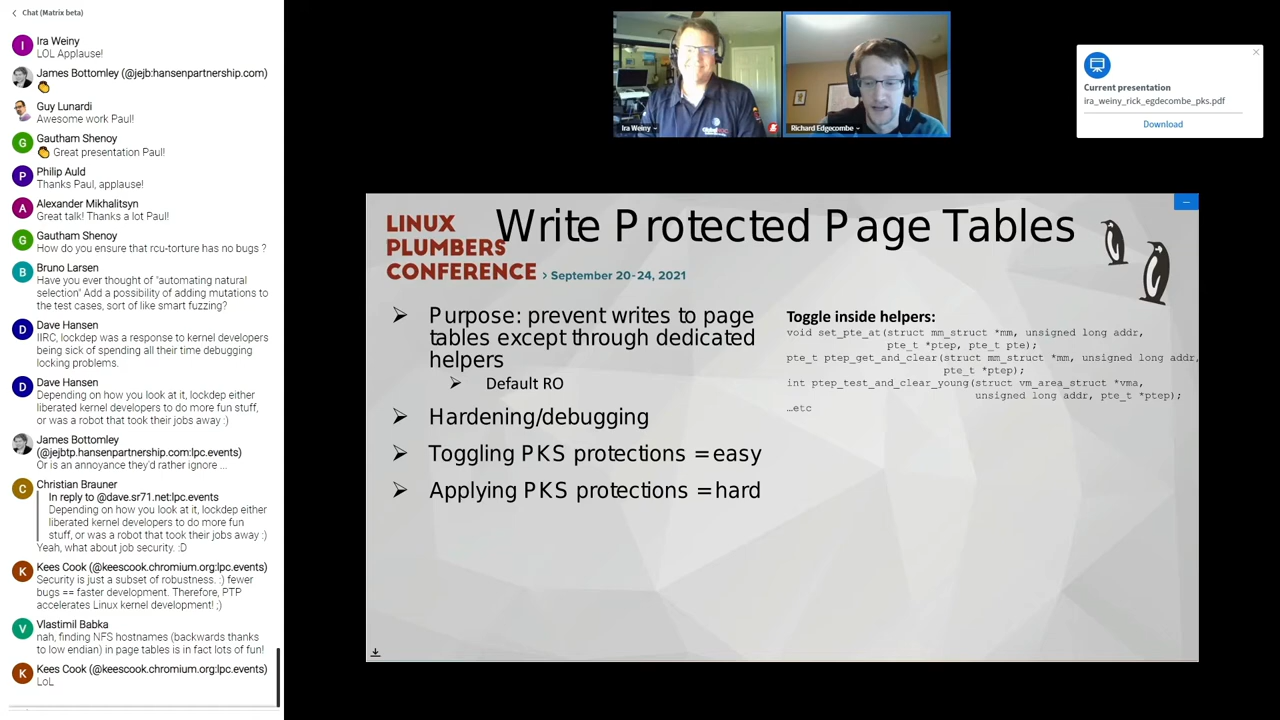 Chat (Matrix beta)
Ira Weiny
LOL Applause!
James Bottomley (@jejb:hansenpartnership.com)
Guy Lunardi
Awesome work Paul!
Gautham Shenoy
Great presentation Paul!
Philip Auld
Thanks Paul, applause!
Alexander Mikhalitsyn
Great talk! Thanks a lot Paul!
Gautham Shenoy
How do you ensure that rcu-torture has no bugs ?
Bruno Larsen
Have you ever thought of "automating natural
selection" Add a possibility of adding mutations to
the test cases, sort of like smart fuzzing?
Dave Hansen
IIRC, lockdep was a response to kernel developers
being sick of spending all their time debugging
locking problems.
Dave Hansen
Depending on how you look at it, lockdep either
liberated kernel developers to do more fun
stuff, or was a robot that took their jobs away :)
James Bottomley
(@jejbtp.hansenpartnership.com:lpc.events)
Or is an annoyance they'd rather ignore ...
Christian Brauner
In reply to @dave.sr71.net:lpc.events
Depending on how you look at it, lockdep either
liberated kernel developers to do more fun
stuff, or was a robot that took their jobs away :)
Yeah, what about job security. :D
Kees Cook (@keescook.chromium.org:lpc.events)
Security is just a subset of robustness. :) fewer
bugs == faster development. Therefore, PTP
accelerates Linux kernel development! ;)
Vlastimil Babka
nah, finding NFS hostnames (backwards thanks
to low endian) in page tables is in fact lots of fun!
Kees Cook (@keescook.chromium.org:lpc.events)
LoL
Ira Weiny
Richard Edgecombe
Current presentation
ira_weiny_rick_egdecombe_pks.pdf
Download
LINUX
PLUMBERS
CONFERENCE
> September 20-24, 2021
Write Protected Page Tables
Purpose: prevent writes to page
tables except through dedicated
helpers
Default RO
Hardening/debugging
Toggling PKS protections = easy
Applying PKS protections = hard
Toggle inside helpers:
void set_pte_at(struct mm_struct *mm, unsigned long addr,
pte_t *ptep, pte_t pte);
pte_t ptep_get_and_clear(struct mm_struct *mm, unsigned long addr,
pte_t *ptep);
int ptep_test_and_clear_young(struct vm_area_struct *vma,
unsigned long addr, pte_t *ptep);
…etc